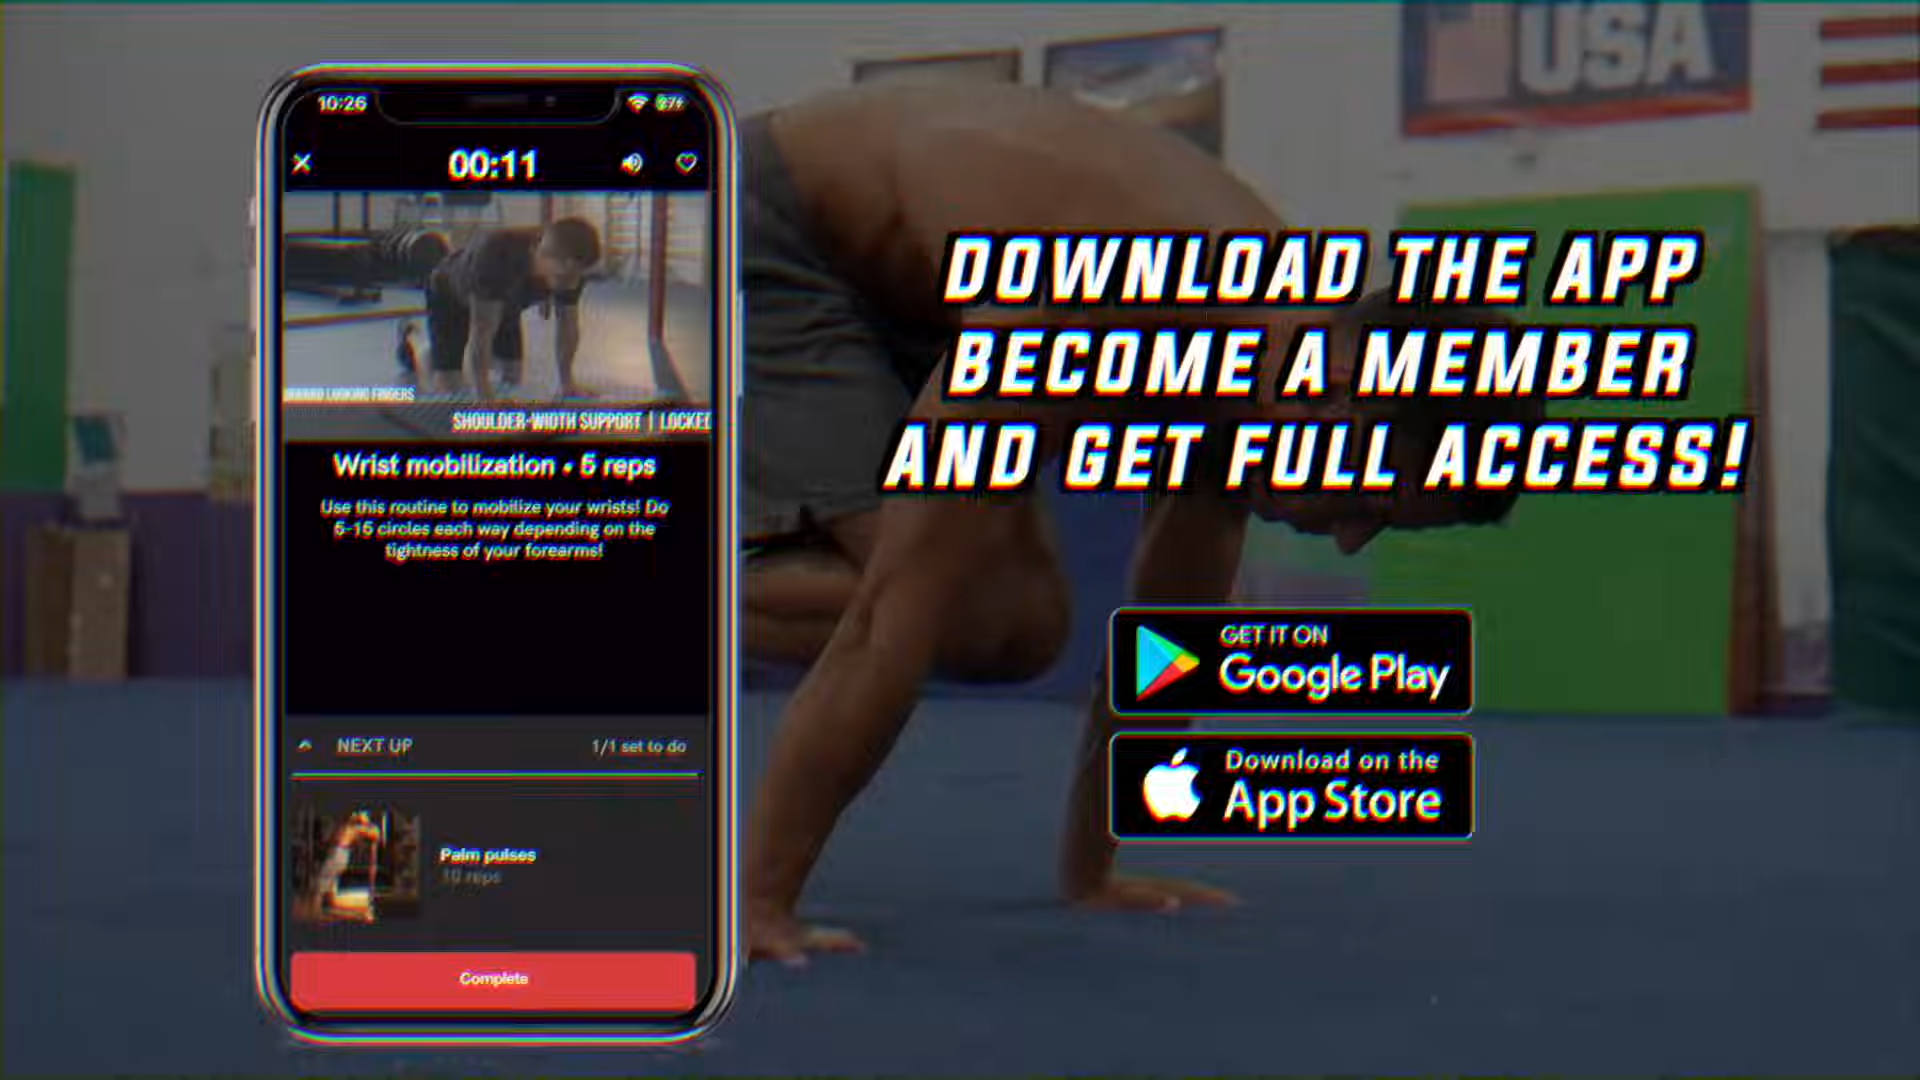 USA
10:26
00:11
SHOULDER-WIDTH SUPPORT | LOCKED
Wrist mobilization • 5 reps
Use this routine to mobilize your wrists! Do
5-15 circles each way depending on the
tightness of your forearms!
NEXT UP
1/1 set to do
Palm pulses
10 reps
Complete
DOWNLOAD THE APP
BECOME A MEMBER
AND GET FULL ACCESS!
GET IT ON
Google Play
Download on the
App Store